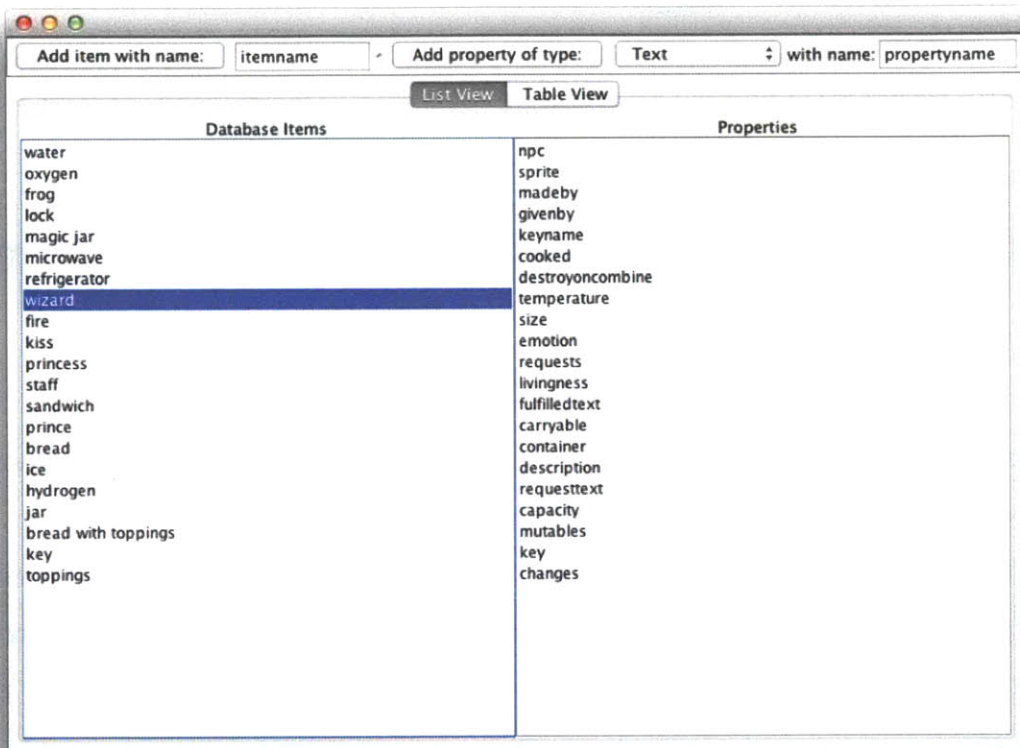 Add item with name: itemname - Add property of type: Text with name: propertyname
List View Table View
Database Items
water
oxygen
frog
lock
magic jar
microwave
refrigerator
wizard
fire
kiss
princess
staff
sandwich
prince
bread
ice
hydrogen
jar
bread with toppings
key
toppings
Properties
npc
sprite
madeby
givenby
keyname
cooked
destroyoncombine
temperature
size
emotion
requests
livingness
fulfilledtext
carryable
container
description
requesttext
capacity
mutables
key
changes